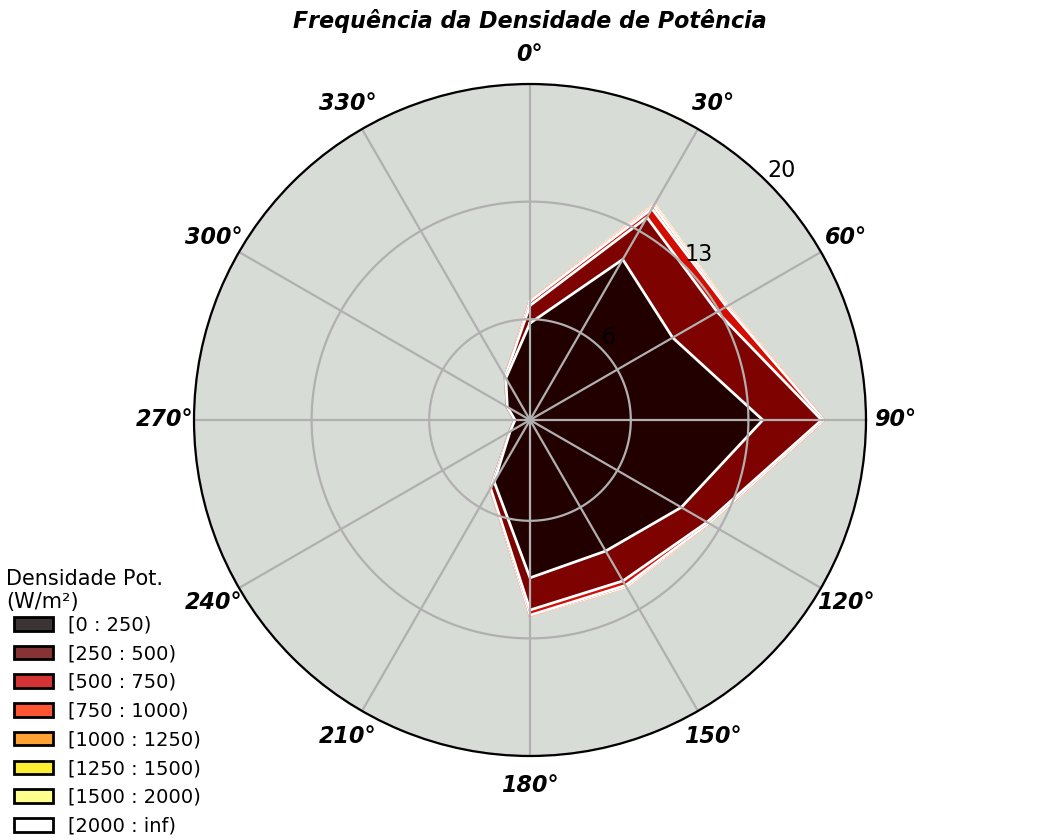 Frequência da Densidade de Potência
0°
30°
60°
90°
120°
150°
180°
210°
240°
270°
300°
330°
6
13
20
Densidade Pot.
(W/m²)
[0 : 250)
[250 : 500)
[500 : 750)
[750 : 1000)
[1000 : 1250)
[1250 : 1500)
[1500 : 2000)
[2000 : inf)